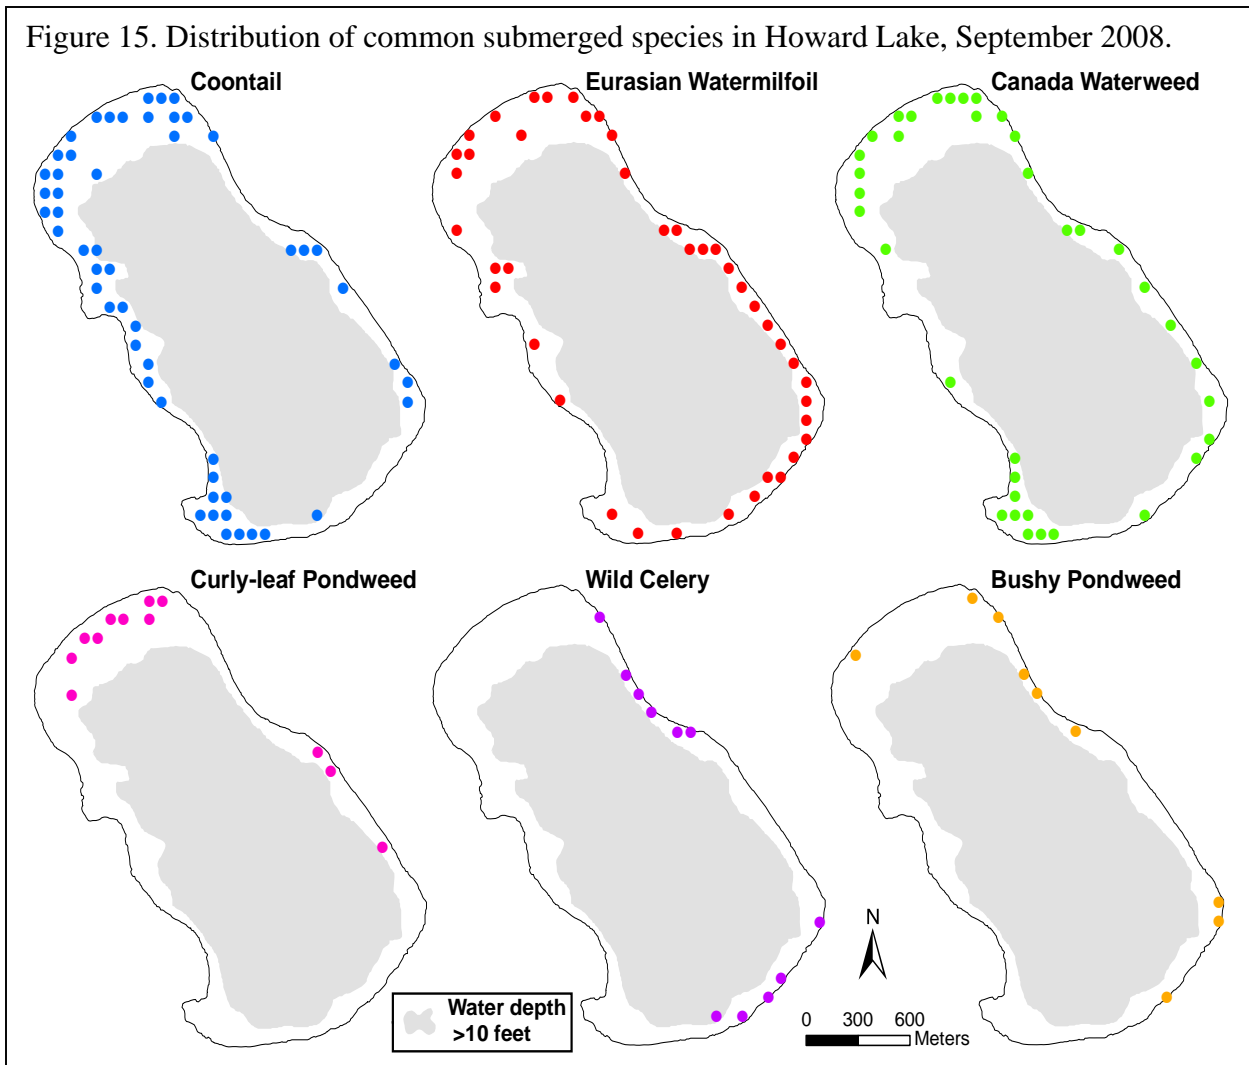 Figure 15. Distribution of common submerged species in Howard Lake, September 2008.
Coontail
Eurasian Watermilfoil
Canada Waterweed
Curly-leaf Pondweed
Wild Celery
Bushy Pondweed
Water depth
>10 feet
N
0 300 600
Meters